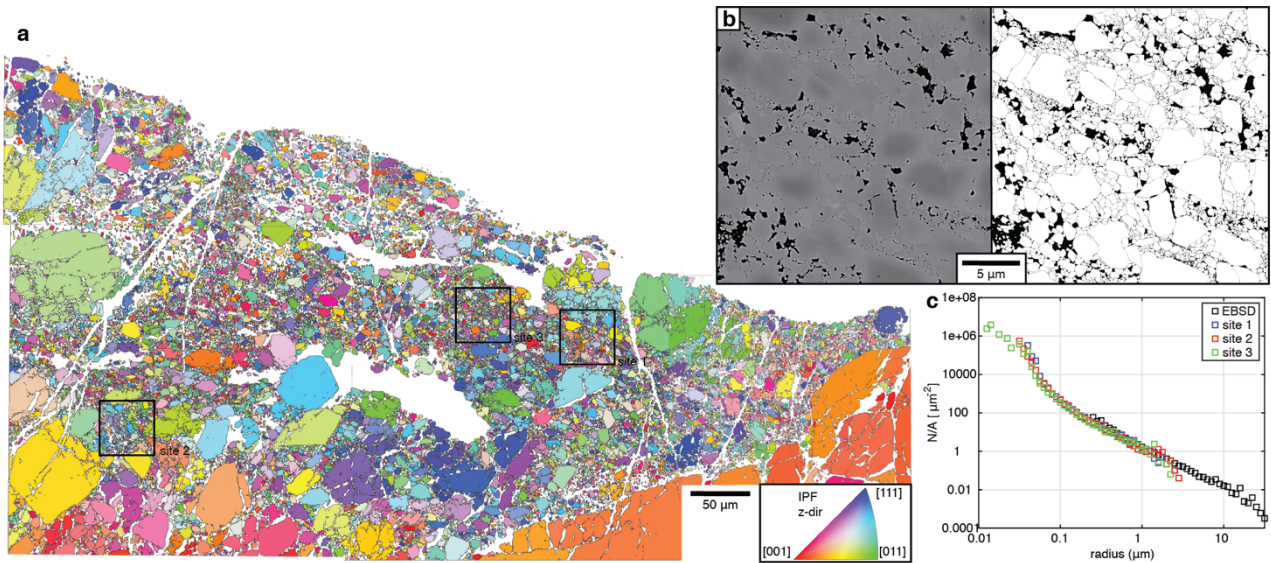 a
site 3
site 1
site 2
50 µm
IPF
z-dir
[111]
[001]
[011]
b
5 µm
c
1e+08
1e+06
10000
100
1
0.01
0.0001
N/A [ µm-2]
0.01
0.1
1
10
radius (µm)
EBSD
site 1
site 2
site 3